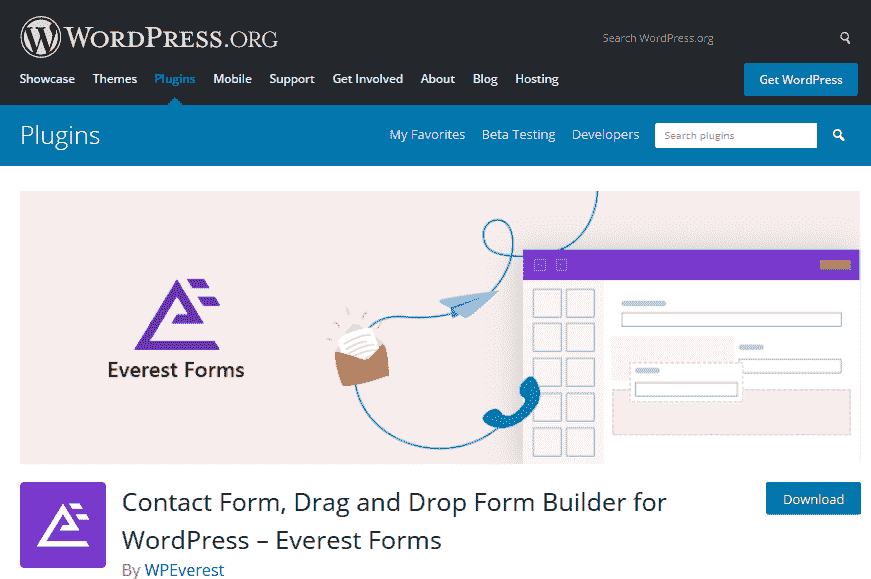 WORDPRESS.ORG
Search WordPress.org
Showcase Themes Plugins Mobile Support Get Involved About Blog Hosting
Get WordPress
Plugins
My Favorites Beta Testing Developers
Search plugins
Everest Forms
Contact Form, Drag and Drop Form Builder for
WordPress – Everest Forms
Download
By WPEverest